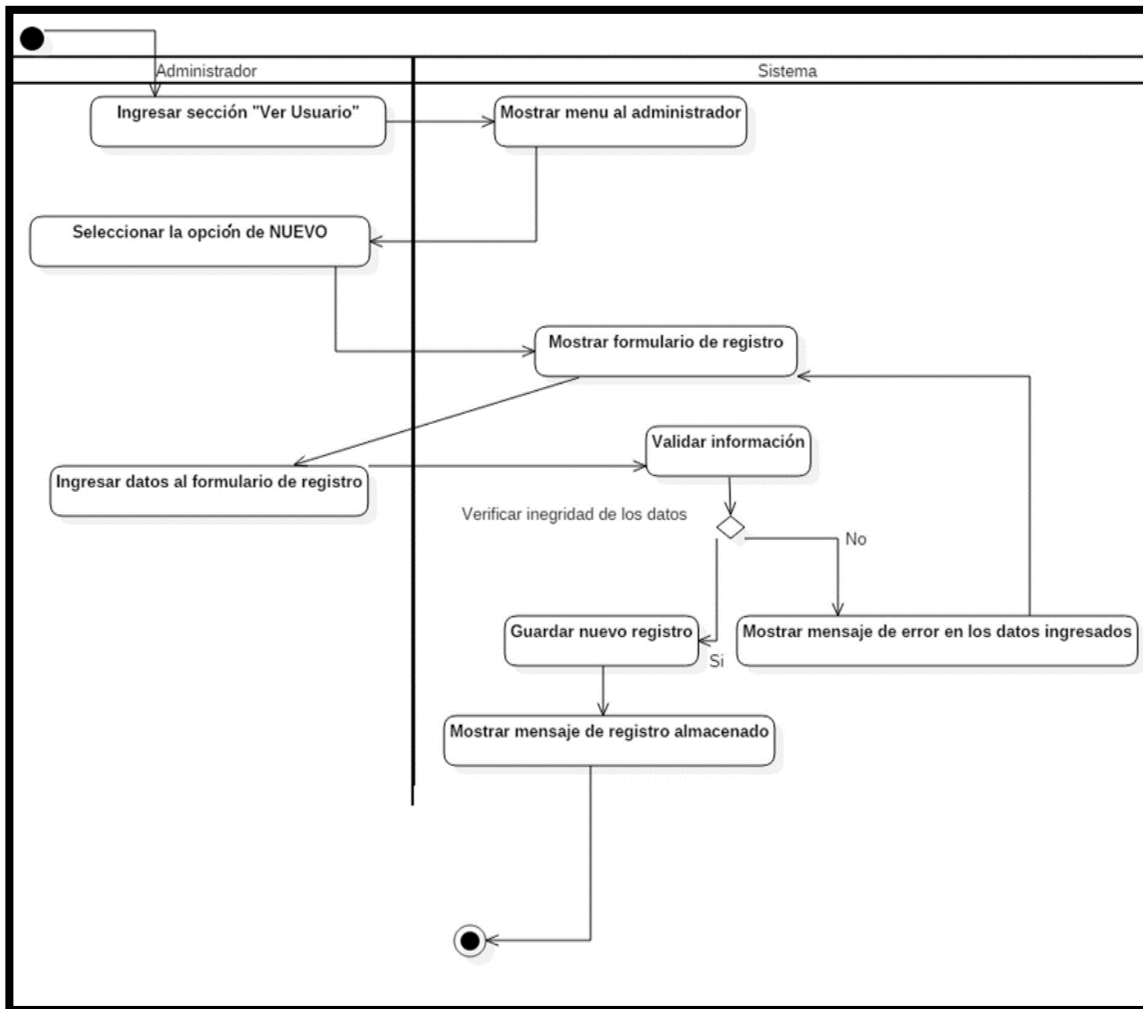 Administrador
Sistema
Ingresar sección "Ver Usuario"
Mostrar menu al administrador
Seleccionar la opción de NUEVO
Mostrar formulario de registro
Validar información
Ingresar datos al formulario de registro
Verificar inegridad de los datos
No
Guardar nuevo registro
Mostrar mensaje de error en los datos ingresados
Si
Mostrar mensaje de registro almacenado